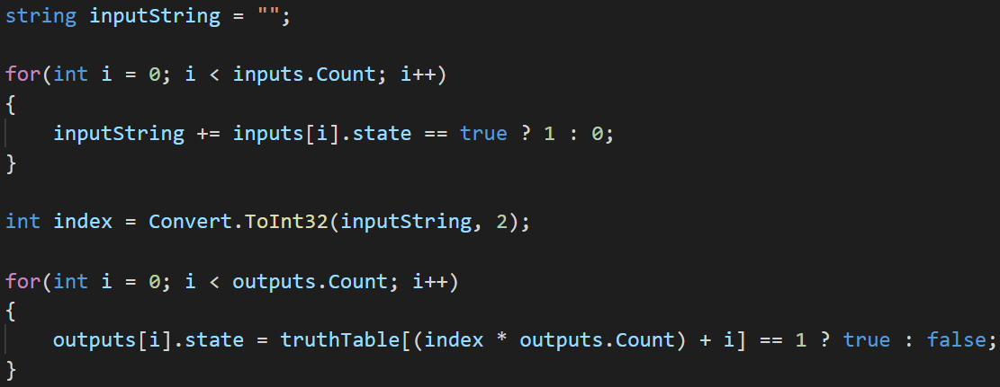 string inputString = "";
for(int i = 0; i < inputs.Count; i++)
{
    inputString += inputs[i].state == true ? 1 : 0;
}
int index = Convert.ToInt32(inputString, 2);
for(int i = 0; i < outputs.Count; i++)
{
    outputs[i].state = truthTable[(index * outputs.Count) + i] == 1 ? true : false;
}